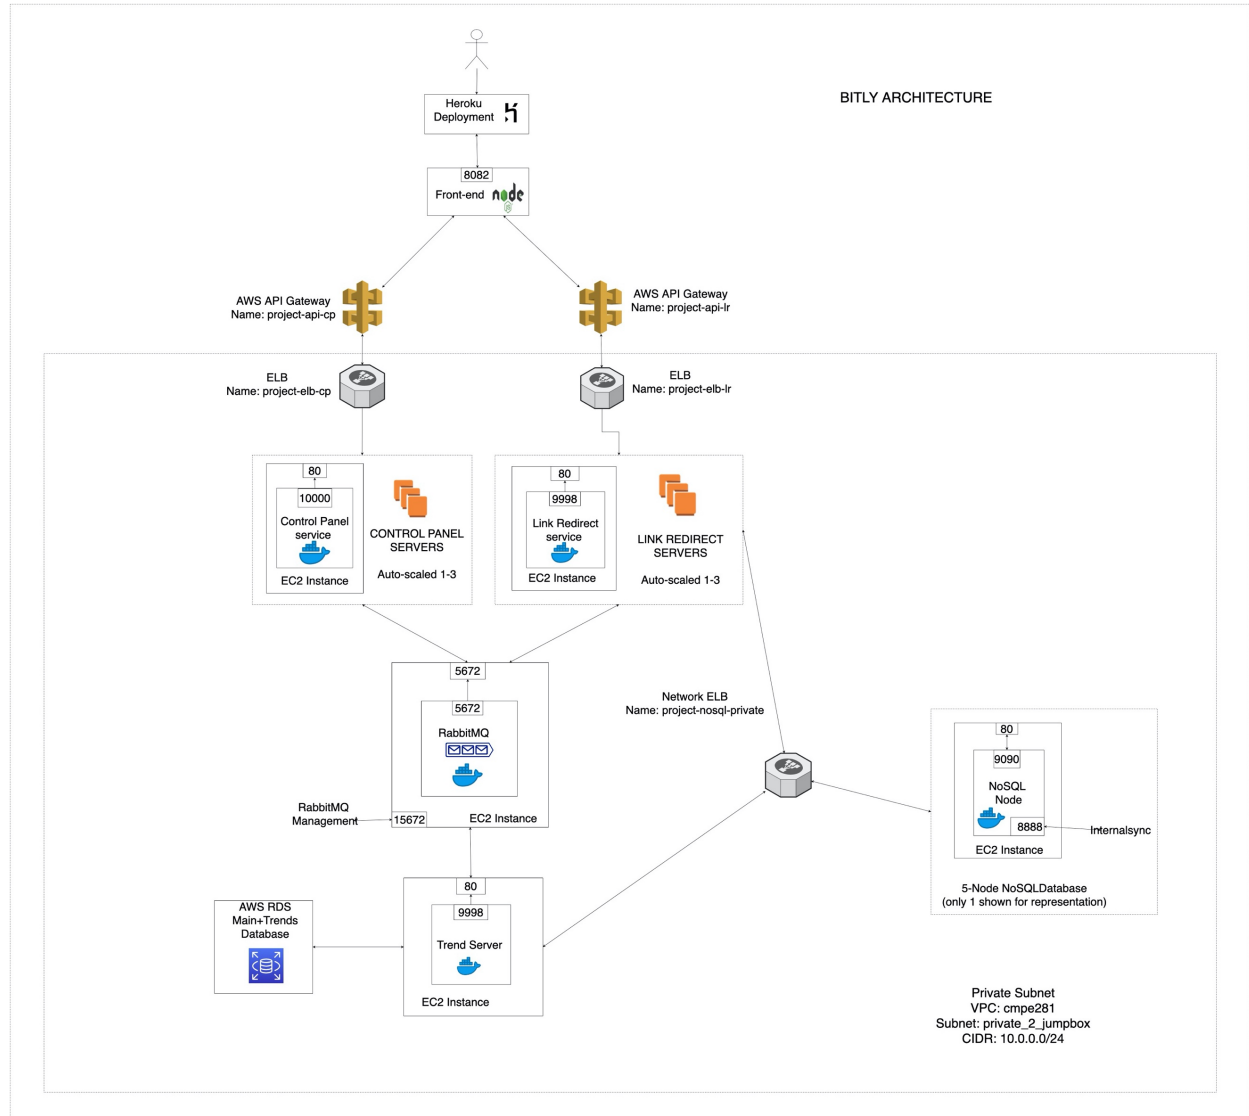 BITLY ARCHITECTURE
Heroku
Deployment
8082
Front-end
node
AWS API Gateway
Name: project-api-cp
AWS API Gateway
Name: project-api-lr
ELB
Name: project-elb-cp
ELB
Name: project-elb-lr
80
10000
Control Panel
service
EC2 Instance
CONTROL PANEL
SERVERS
Auto-scaled 1-3
80
9998
Link Redirect
service
EC2 Instance
LINK REDIRECT
SERVERS
Auto-scaled 1-3
5672
5672
RabbitMQ
RabbitMQ
Management
15672
EC2 Instance
Network ELB
Name: project-nosql-private
80
9090
NoSQL
Node
8888
Internalsync
EC2 Instance
5-Node NoSQLDatabase
(only 1 shown for representation)
80
9998
Trend Server
EC2 Instance
AWS RDS
Main+Trends
Database
Private Subnet
VPC: cmpe281
Subnet: private_2_jumpbox
CIDR: 10.0.0.0/24